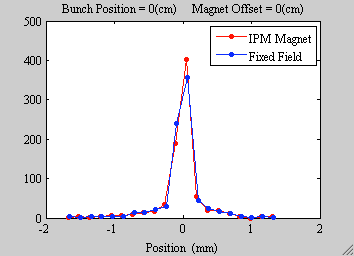 Bunch Position = 0(cm) Magnet Offset = 0(cm)
500
400
300
200
100
0
-2 -1 0 1 2
Position (mm)
IPM Magnet
Fixed Field